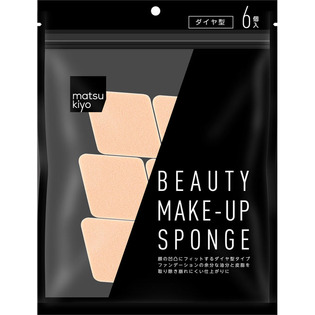 ダイヤ型
6個入
matsu
kiyo
BEAUTY
MAKE-UP
SPONGE
顔の凹凸にフィットするダイヤ型タイプ
ファンデーションの余分な油分と皮脂を
取り除き崩れにくい仕上がりに